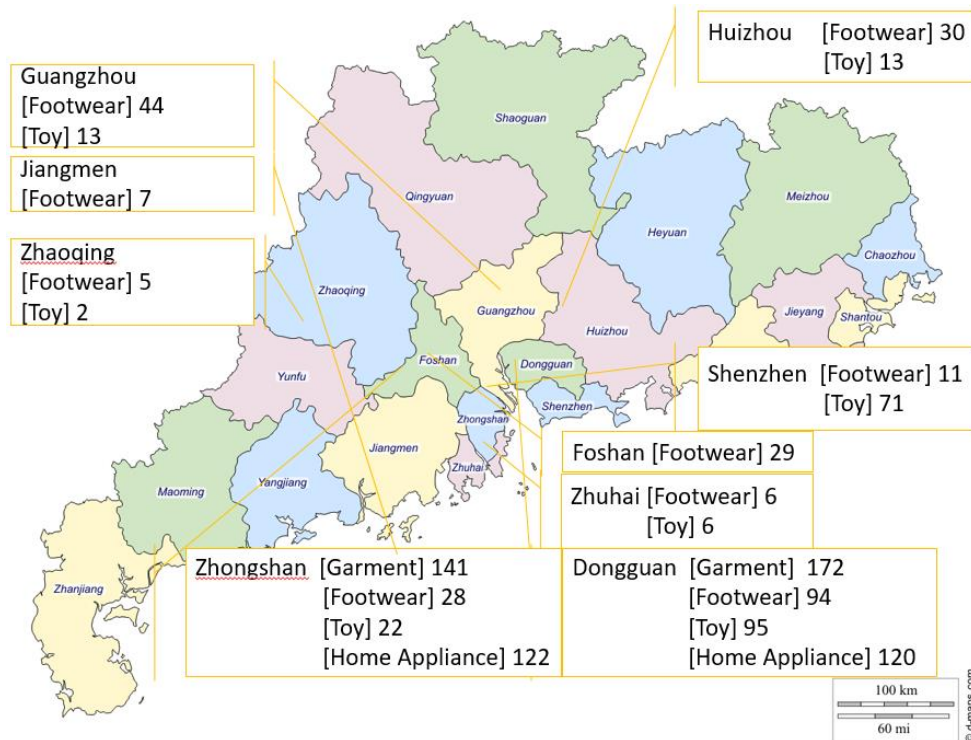 Guangzhou
[Footwear] 44
[Toy] 13
Jiangmen
[Footwear] 7
Zhaoqing
[Footwear] 5
[Toy] 2
Huizhou [Footwear] 30
[Toy] 13
Shenzhen [Footwear] 11
[Toy] 71
Foshan [Footwear] 29
Zhuhai [Footwear] 6
[Toy] 6
Zhongshan [Garment] 141
[Footwear] 28
[Toy] 22
[Home Appliance] 122
Dongguan [Garment] 172
[Footwear] 94
[Toy] 95
[Home Appliance] 120
Shaoguan
Qingyuan
Meizhou
Heyuan
Chaozhou
Zhaoqing
Guangzhou
Jieyang
Shantou
Huizhou
Foshan
Dongguan
Yunfu
Shenzhen
Zhongshan
Jiangmen
Zhuhai
Yangjiang
Maoming
Zhanjiang
100 km
60 mi
© d-maps.com